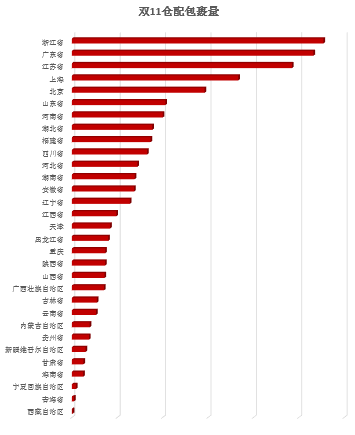 双11仓配包裹量
浙江省
广东省
江苏省
上海
北京
山东省
河南省
湖北省
福建省
四川省
河北省
湖南省
安徽省
辽宁省
江西省
天津
黑龙江省
重庆
陕西省
山西省
广西壮族自治区
吉林省
云南省
内蒙古自治区
贵州省
新疆维吾尔自治区
甘肃省
海南省
宁夏回族自治区
青海省
西藏自治区